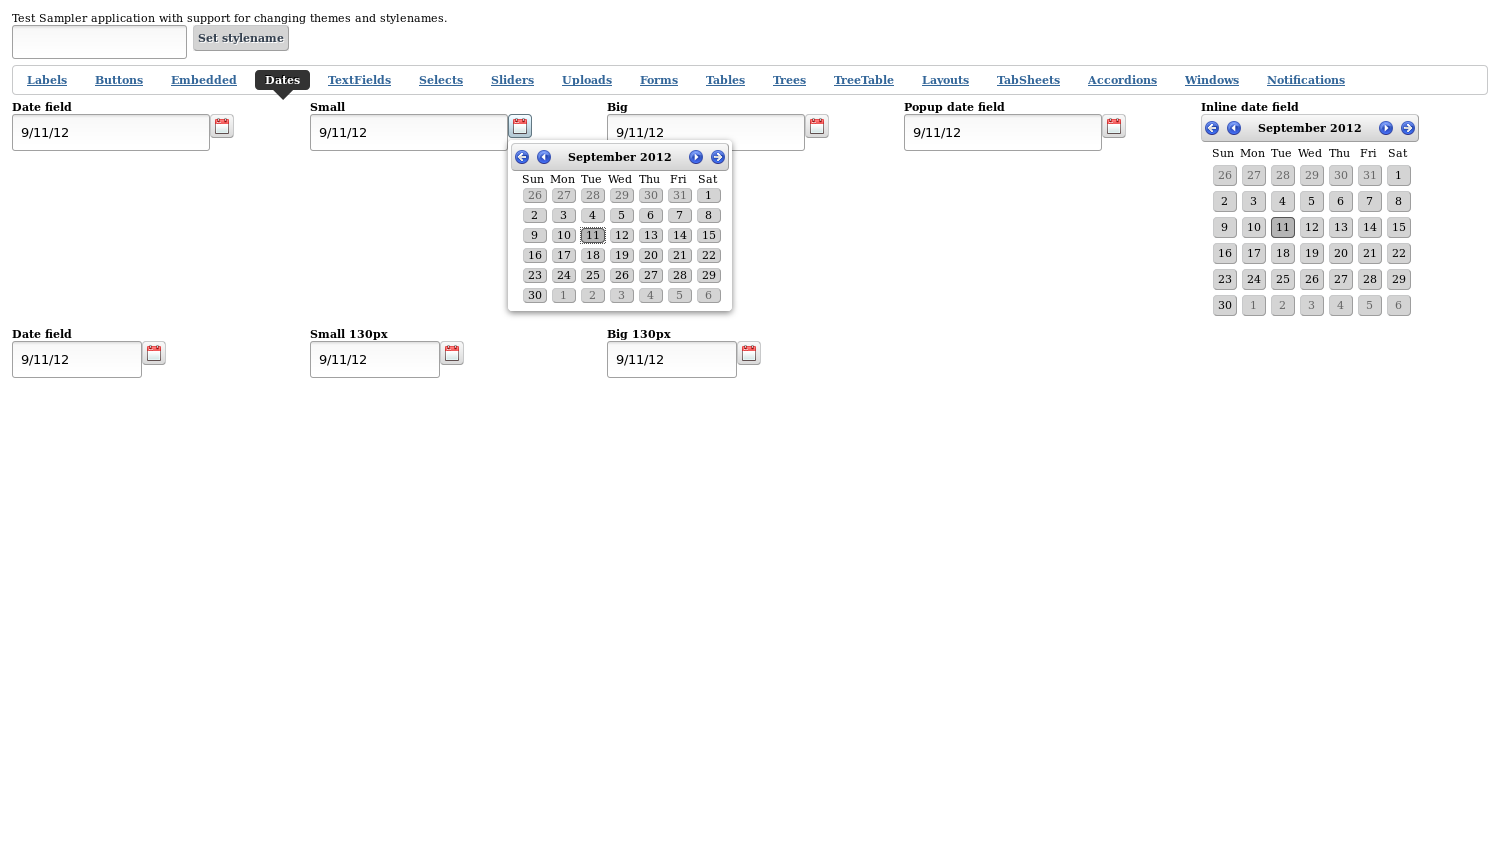 Test Sampler application with support for changing themes and stylenames.
Set stylename
Labels Buttons Embedded Dates TextFields Selects Sliders Uploads Forms Tables Trees TreeTable Layouts TabSheets Accordions Windows Notifications
Date field Small Big Popup date field Inline date field
9/11/12 9/11/12 9/11/12 9/11/12
September 2012
Sun Mon Tue Wed Thu Fri Sat
26 27 28 29 30 31 1
2 3 4 5 6 7 8
9 10 11 12 13 14 15
16 17 18 19 20 21 22
23 24 25 26 27 28 29
30 1 2 3 4 5 6
September 2012
Sun Mon Tue Wed Thu Fri Sat
26 27 28 29 30 31 1
2 3 4 5 6 7 8
9 10 11 12 13 14 15
16 17 18 19 20 21 22
23 24 25 26 27 28 29
30 1 2 3 4 5 6
Date field Small 130px Big 130px
9/11/12 9/11/12 9/11/12